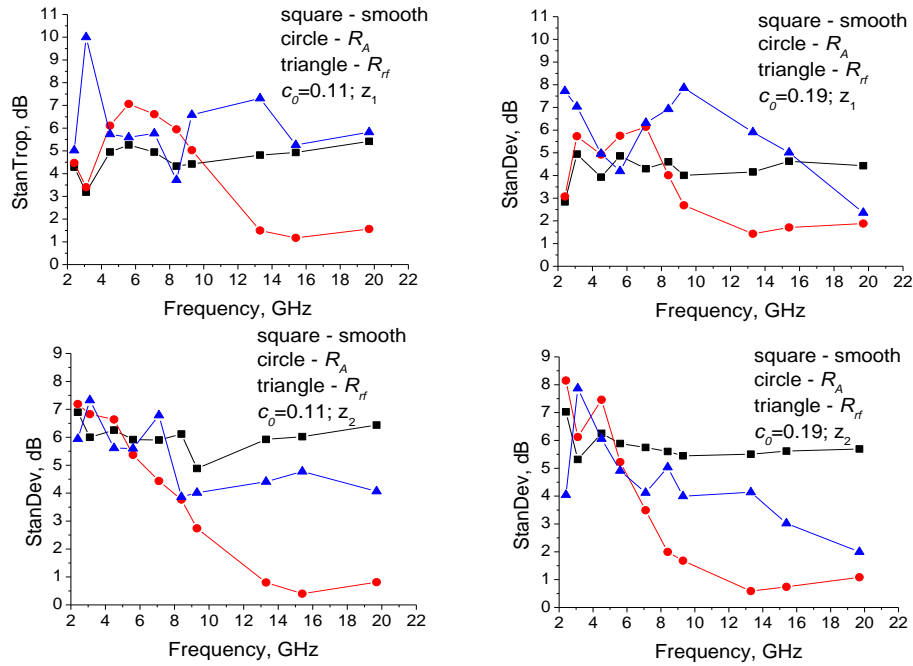 11
10
9
8
7
6
5
4
3
2
1
0
StanTrop, dB
square - smooth
circle - R_A
triangle - R_rf
c_0=0.11; z_1
2 4 6 8 10 12 14 16 18 20 22
Frequency, GHz
11
10
9
8
7
6
5
4
3
2
1
0
StanDev, dB
square - smooth
circle - R_A
triangle - R_rf
c_0=0.19; z_1
2 4 6 8 10 12 14 16 18 20 22
Frequency, GHz
9
8
7
6
5
4
3
2
1
0
StanDev, dB
square - smooth
circle - R_A
triangle - R_rf
c_0=0.11; z_2
2 4 6 8 10 12 14 16 18 20 22
Frequency, GHz
9
8
7
6
5
4
3
2
1
0
StanDev, dB
square - smooth
circle - R_A
triangle - R_rf
c_0=0.19; z_2
2 4 6 8 10 12 14 16 18 20 22
Frequency, GHz